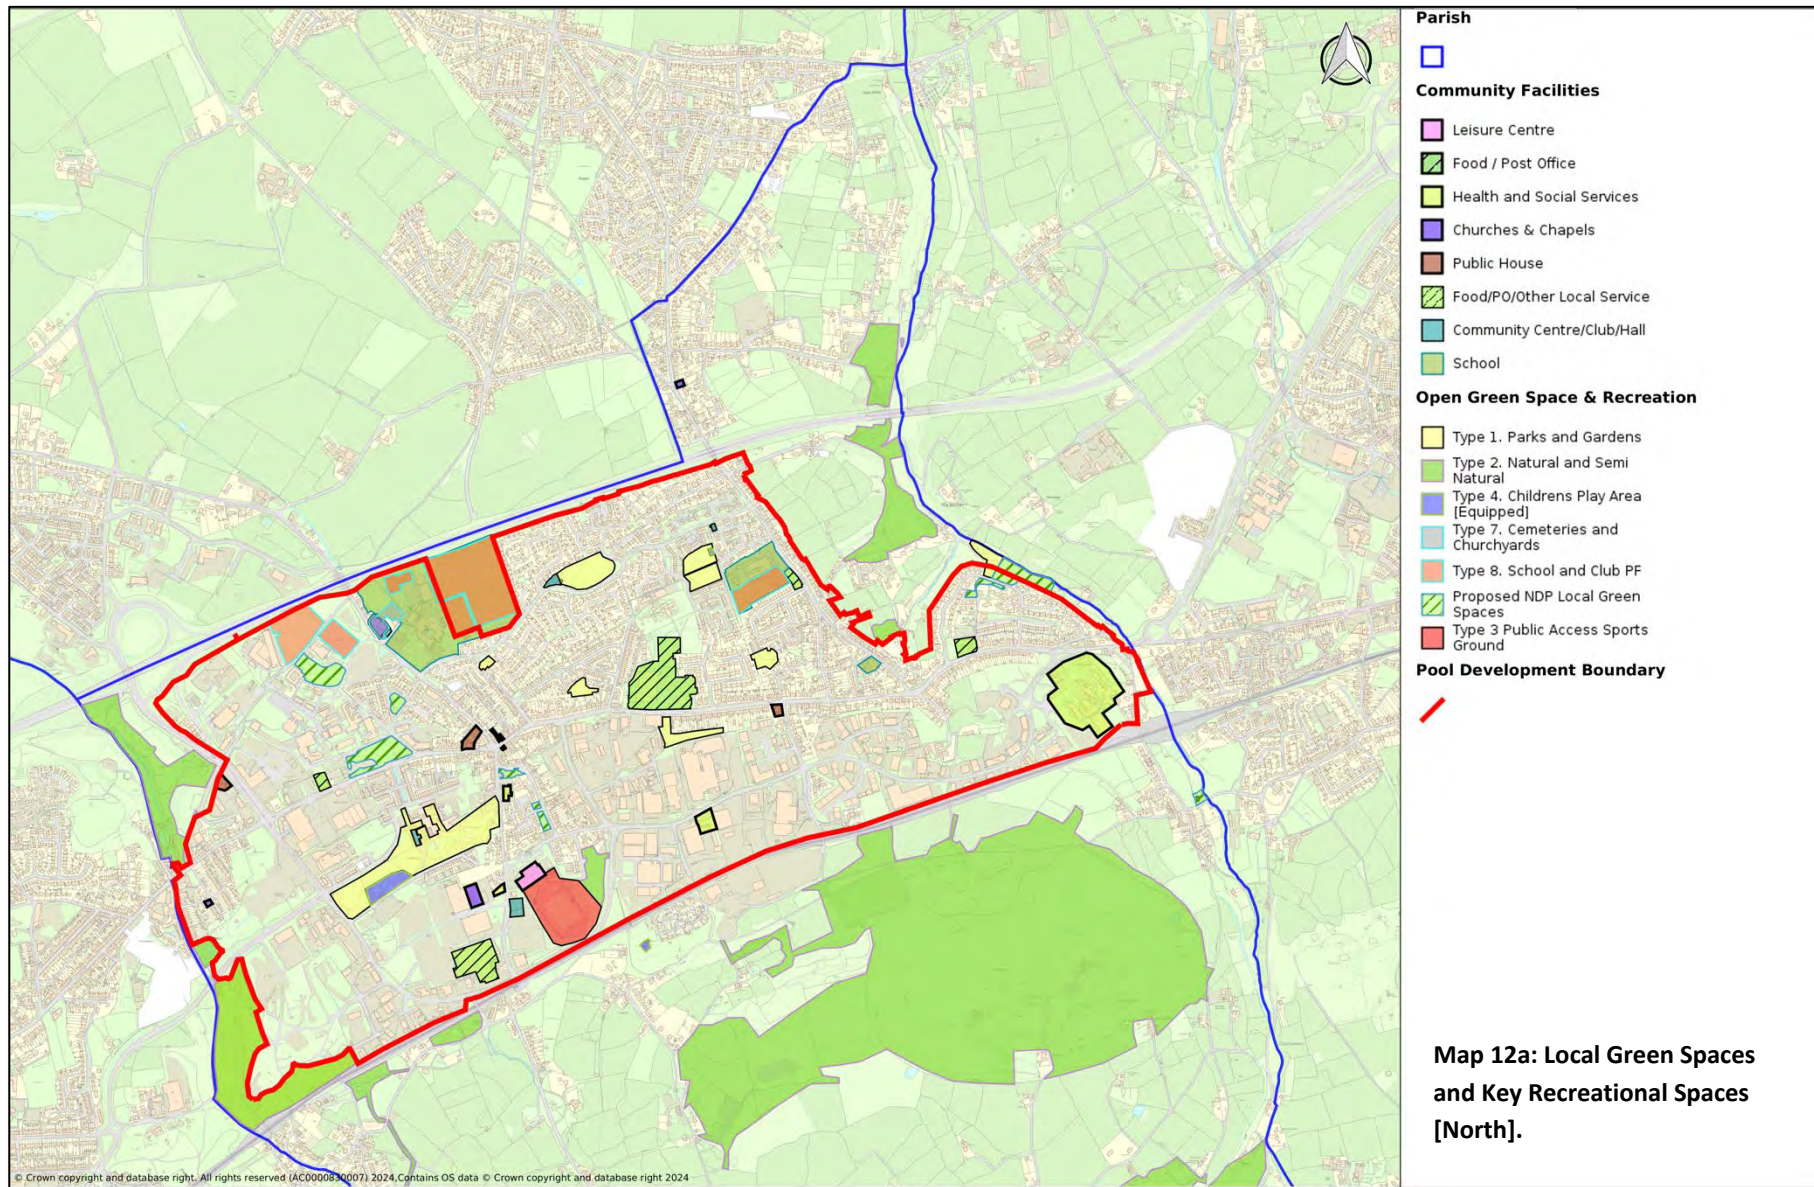 Parish
Community Facilities
Leisure Centre
Food / Post Office
Health and Social Services
Churches & Chapels
Public House
Food/PO/Other Local Service
Community Centre/Club/Hall
School
Open Green Space & Recreation
Type 1. Parks and Gardens
Type 2. Natural and Semi
Natural
Type 4. Childrens Play Area
[Equipped]
Type 7. Cemeteries and
Churchyards
Type 8. School and Club PF
Proposed NDP Local Green
Spaces
Type 3 Public Access Sports
Ground
Pool Development Boundary
Map 12a: Local Green Spaces
and Key Recreational Spaces
[North].
© Crown copyright and database right. All rights reserved (AC0000830007) 2024,Contains OS data © Crown copyright and database right 2024